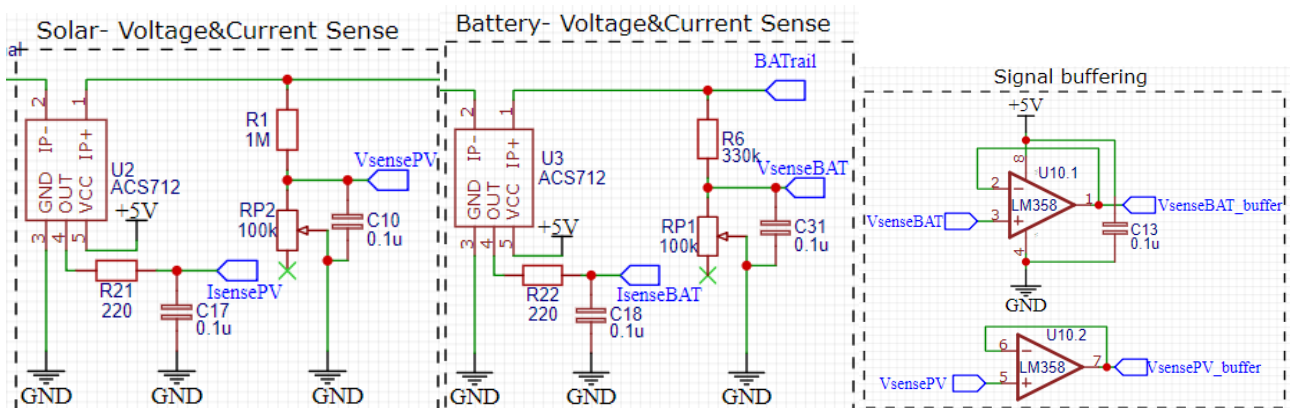 Solar- Voltage&Current Sense
al
2
1
IP-
IP+
GND
OUT
VCC
U2
ACS712
+5V
3
4
5
R1
1M
VsensePV
RP2
100k
C10
0.1u
R21
220
IsensePV
C17
0.1u
GND
GND
GND
Battery- Voltage&Current Sense
BATrail
2
1
IP-
IP+
GND
OUT
VCC
U3
ACS712
+5V
3
4
5
R6
330k
VsenseBAT
RP1
100k
C31
0.1u
R22
220
IsenseBAT
C18
0.1u
GND
GND
GND
Signal buffering
+5V
8
U10.1
2
LM358
1
VsenseBAT_buffer
VsenseBAT
3
C13
0.1u
4
GND
U10.2
6
LM358
7
VsensePV_buffer
VsensePV
5